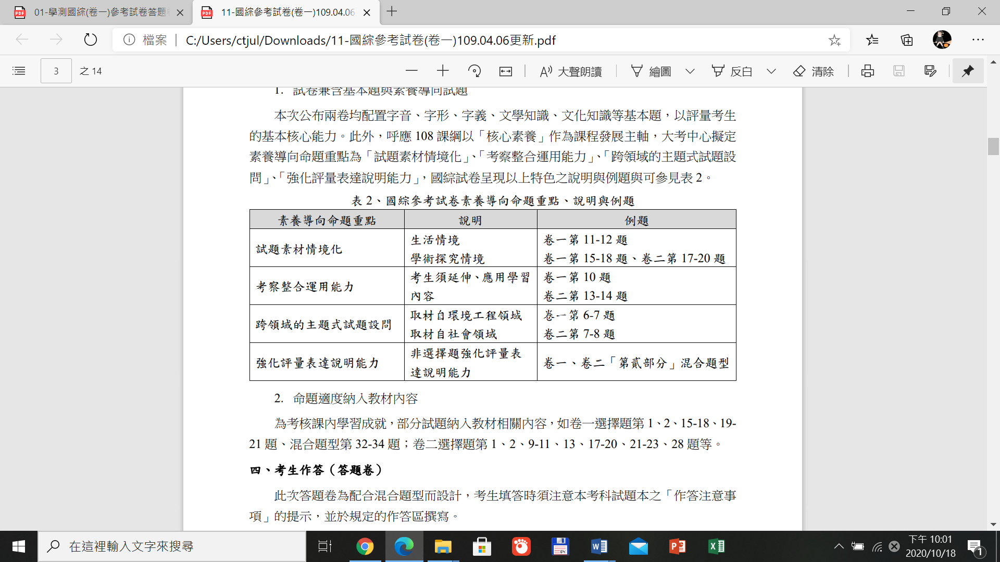 01-學測國綜(卷一)參考試卷答題
11-國綜參考試卷(卷一)109.04.06
檔案
C:/Users/ctjul/Downloads/11-國綜參考試卷(卷一)109.04.06更新.pdf
3 之 14
大聲朗讀 繪圖 反白 清除
1. 試卷兼含基本題與素養導向試題
本次公布兩卷均配置字音、字形、字義、文學知識、文化知識等基本題，以評量考生
的基本核心能力。此外，呼應 108 課綱以「核心素養」作為課程發展主軸，大考中心擬定
素養導向命題重點為「試題素材情境化」、「考察整合運用能力」、「跨領域的主題式試題設
問」、「強化評量表達說明能力」，國綜試卷呈現以上特色之說明與例題與可參見表 2。
表 2、國綜參考試卷素養導向命題重點、說明與例題
素養導向命題重點 說明 例題
試題素材情境化
生活情境
學術探究情境
卷一第 11-12 題
卷一第 15-18 題、卷二第 17-20 題
考察整合運用能力
考生須延伸、應用學習
內容
卷一第 10 題
卷二第 13-14 題
跨領域的主題式試題設問
取材自環境工程領域
取材自社會領域
卷一第 6-7 題
卷二第 7-8 題
強化評量表達說明能力
非選擇題強化評量表
達說明能力
卷一、卷二「第貳部分」混合題型
2. 命題適度納入教材內容
為考核課內學習成就，部分試題納入教材相關內容，如卷一選擇題第 1、2、15-18、19-
21 題、混合題型第 32-34 題；卷二選擇題第 1、2、9-11、13、17-20、21-23、28 題等。
四、考生作答（答題卷）
此次答題卷為配合混合題型而設計，考生填答時須注意本考科試題本之「作答注意事
項」的提示，並於規定的作答區撰寫。
在這裡輸入文字來搜尋
下午 10:01
2020/10/18
1